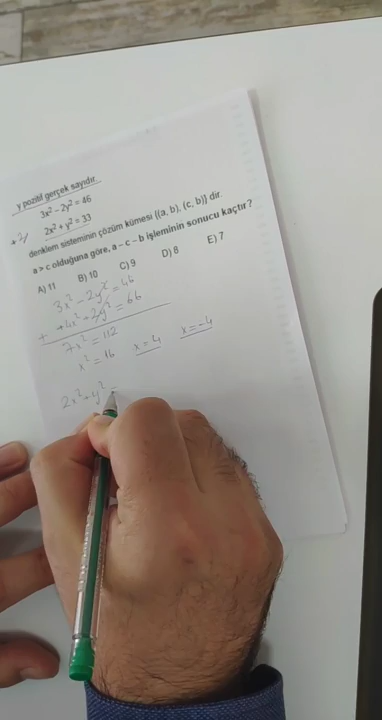 y pozitif gerçek sayıdır.
3x² – 2y² = 46
2/ 2x² + y² = 33
denklem sisteminin çözüm kümesi {(a, b), (c, b)} dir.
a > c olduğuna göre, a – c – b işleminin sonucu kaçtır?
A) 11 B) 10 C) 9 D) 8 E) 7
3x² – 2y² = 46
+ +4x² + 2y² = 66
7x² = 112
x² = 16 x = 4 x = –4
2x² + y² =